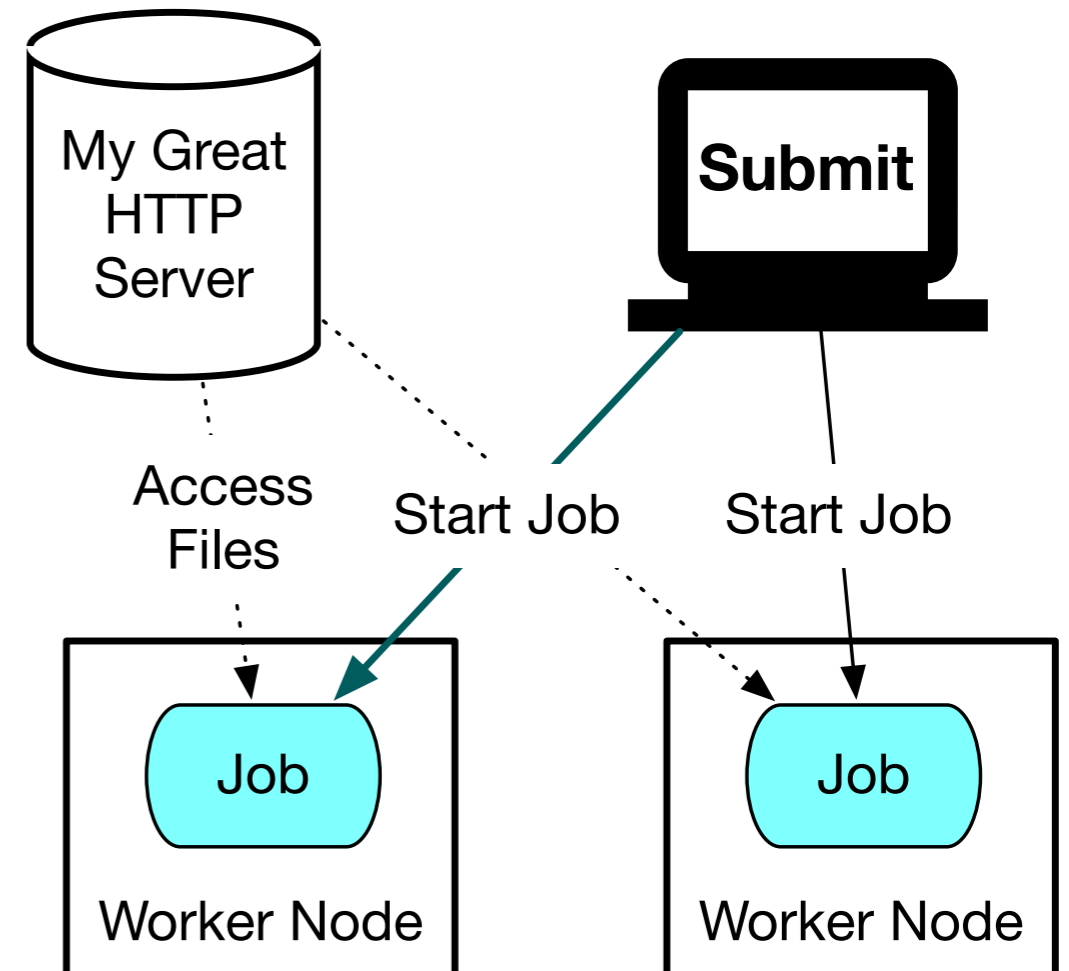 My Great
HTTP
Server
Submit
Access
Files
Start Job
Start Job
Job
Job
Worker Node
Worker Node